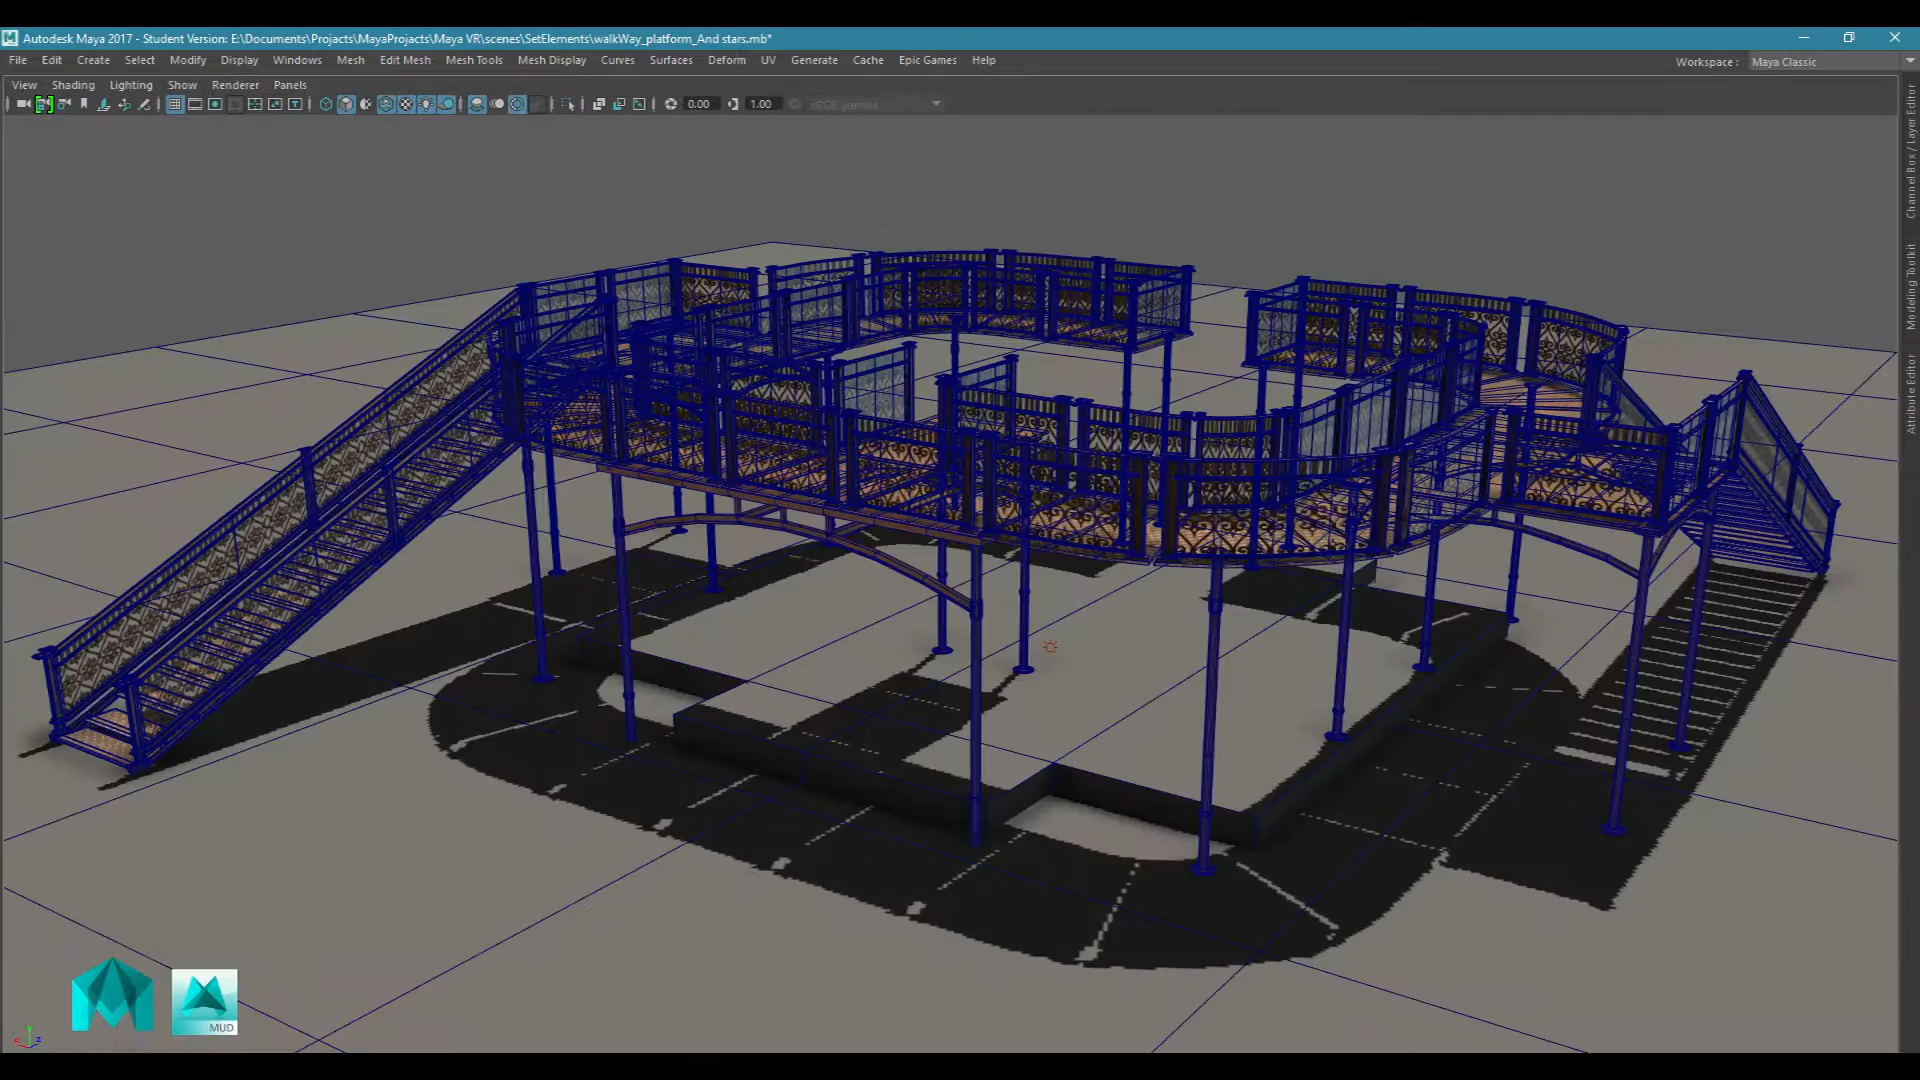 Autodesk Maya 2017 - Student Version: E:\Documents\Projacts\MayaProjacts\Maya VR\scenes\SetElements\walkWay_platform_And stars.mb*
File Edit Create Select Modify Display Windows Mesh Edit Mesh Mesh Tools Mesh Display Curves Surfaces Deform UV Generate Cache Epic Games Help
Workspace : Maya Classic
View Shading Lighting Show Renderer Panels
0.00 1.00 sRGB gamma
Channel Box / Layer Editor
Modeling Toolkit
Attribute Editor
MUD